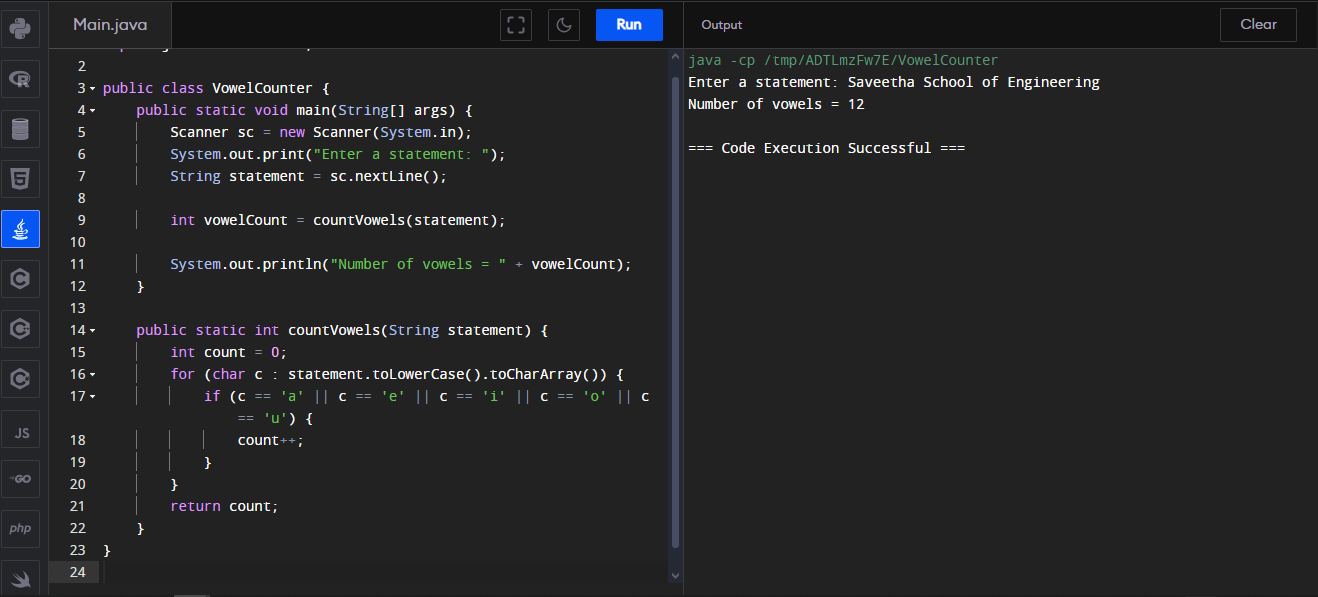 Main.java
Run
2
3 public class VowelCounter {
4 public static void main(String[] args) {
5 Scanner sc = new Scanner(System.in);
6 System.out.print("Enter a statement: ");
7 String statement = sc.nextLine();
8
9 int vowelCount = countVowels(statement);
10
11 System.out.println("Number of vowels = " + vowelCount);
12 }
13
14 public static int countVowels(String statement) {
15 int count = 0;
16 for (char c : statement.toLowerCase().toCharArray()) {
17 if (c == 'a' || c == 'e' || c == 'i' || c == 'o' || c
== 'u') {
18 count++;
19 }
20 }
21 return count;
22 }
23 }
24
Output
Clear
java -cp /tmp/ADTLmzFw7E/VowelCounter
Enter a statement: Saveetha School of Engineering
Number of vowels = 12
=== Code Execution Successful ===
R
5
C
C
C
JS
GO
php